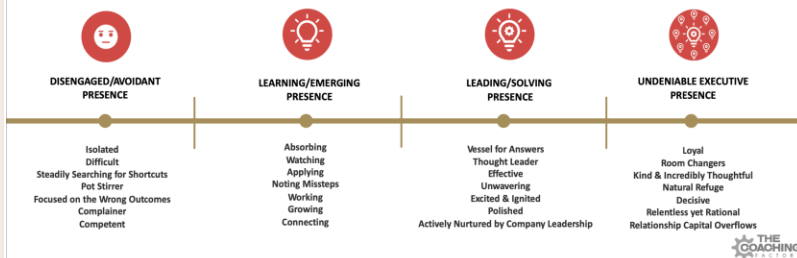 DISENGAGED/AVOIDANT
PRESENCE
Isolated
Difficult
Steadily Searching for Shortcuts
Pot Stirrer
Focused on the Wrong Outcomes
Complainer
Competent
LEARNING/EMERGING
PRESENCE
Absorbing
Watching
Applying
Noting Missteps
Working
Growing
Connecting
LEADING/SOLVING
PRESENCE
Vessel for Answers
Thought Leader
Effective
Unwavering
Excited & Ignited
Polished
Actively Nurtured by Company Leadership
UNDENIABLE EXECUTIVE
PRESENCE
Loyal
Room Changers
Kind & Incredibly Thoughtful
Natural Refuge
Decisive
Relentless yet Rational
Relationship Capital Overflows
THE
COACHING
FACTOR